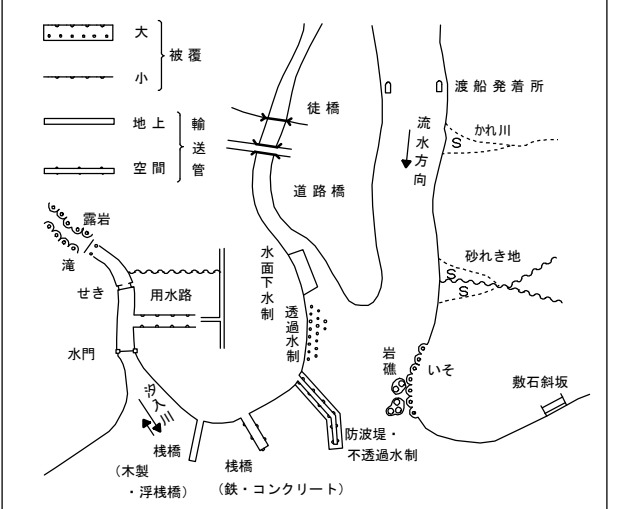 大
小
被覆
地上
空間
輸送管
徒橋
道路橋
渡船発着所
流水方向
かれ川
S
砂れき地
S
S
露岩
滝
せき
用水路
水門
水面下水制
透過水制
岩礁
いそ
敷石斜坂
汐入川
防波堤・
不透過水制
桟橋
(木製
・浮桟橋)
桟橋
(鉄・コンクリート)